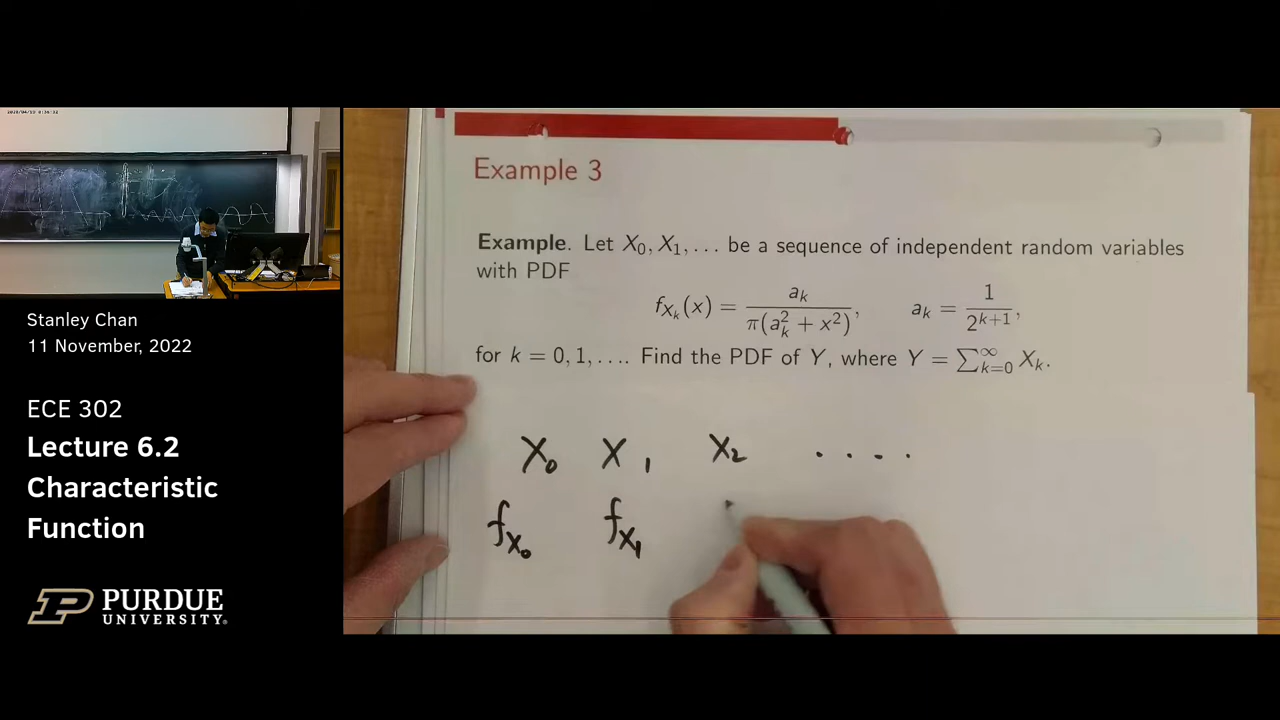 Example 3
Example. Let X₀, X₁, ... be a sequence of independent random variables
with PDF
f_{X_k}(x) = a_k / (π(a_k² + x²)), a_k = 1 / 2^{k+1},
for k = 0, 1, .... Find the PDF of Y, where Y = ∑_{k=0}^{∞} X_k.
X₀ X₁ X₂ ....
f_{X₀} f_{X₁}
Stanley Chan
11 November, 2022
ECE 302
Lecture 6.2
Characteristic
Function
PURDUE
UNIVERSITY.